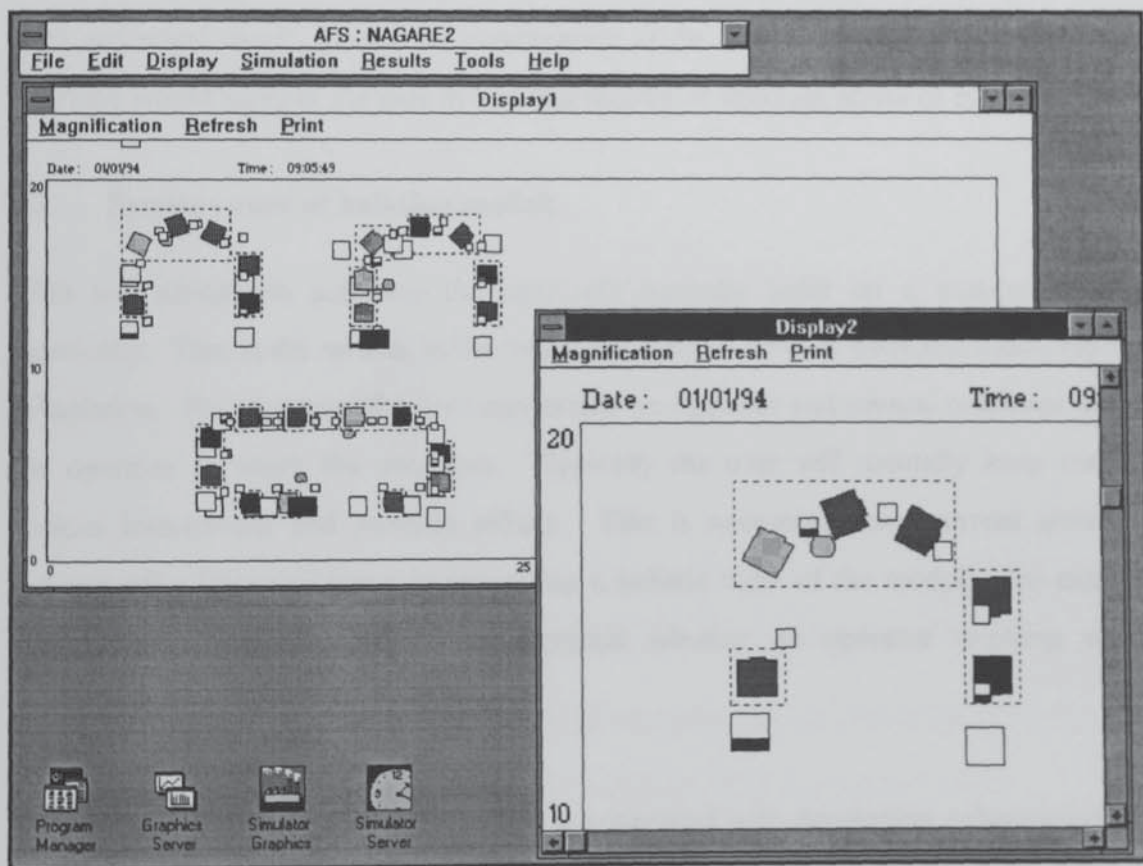 AFS : NAGARE2
File Edit Display Simulation Results Tools Help
Display1
Magnification Refresh Print
Date : 01/01/94 Time : 09:05:49
20
10
0
0 25
Display2
Magnification Refresh Print
Date : 01/01/94 Time : 09:
20
10
Program Manager
Graphics Server
Simulator Graphics
Simulator Server